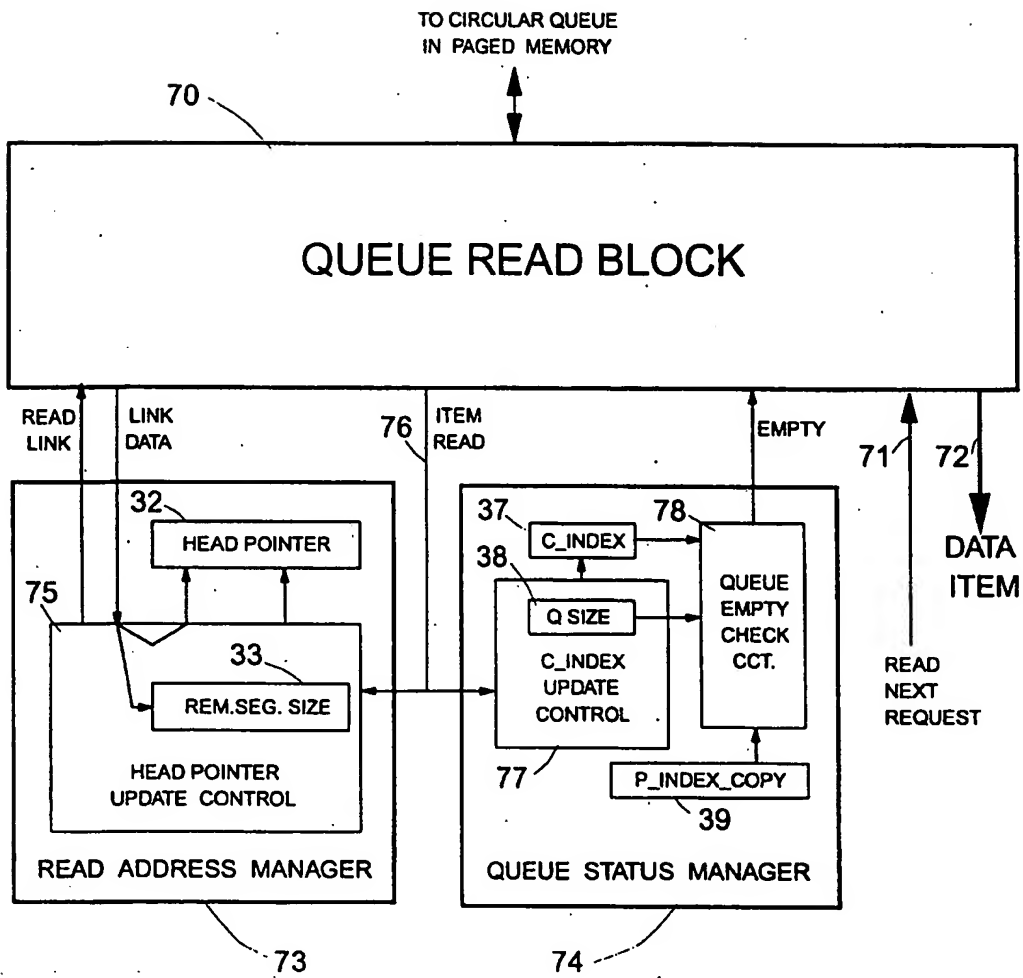 TO CIRCULAR QUEUE
IN PAGED MEMORY
70
QUEUE READ BLOCK
READ
LINK
LINK
DATA
76
ITEM
READ
EMPTY
71
72
32
HEAD POINTER
75
33
REM.SEG. SIZE
HEAD POINTER
UPDATE CONTROL
READ ADDRESS MANAGER
73
37
C_INDEX
38
Q SIZE
C_INDEX
UPDATE
CONTROL
77
78
QUEUE
EMPTY
CHECK
CCT.
P_INDEX_COPY
39
QUEUE STATUS MANAGER
74
READ
NEXT
REQUEST
DATA
ITEM